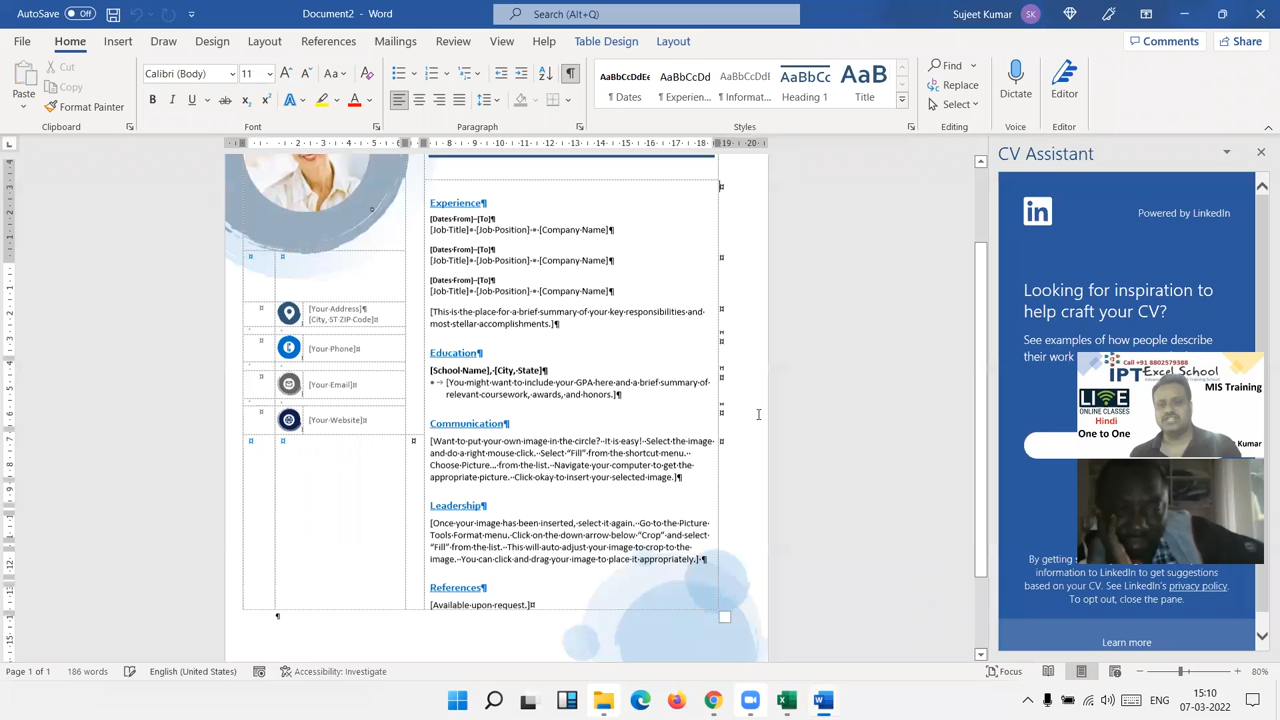 AutoSave Off
Document2 - Word
Search (Alt+Q)
Sujeet Kumar SK
File Home Insert Draw Design Layout References Mailings Review View Help Table Design Layout
Comments Share
Paste
Cut
Copy
Format Painter
Clipboard
Calibri (Body) 11
Font
Paragraph
AaBbCcDdEe AaBbCcDd AaBbCcDd AaBbCc AaB
¶ Dates ¶ Experien... ¶ Informat... Heading 1 Title
Styles
Find
Replace
Select
Editing
Dictate
Voice
Editor
Editor
Experience¶
[Dates From]–[To]¶
[Job Title]•[Job Position]•[Company Name]¶
[Dates From]–[To]¶
[Job Title]•[Job Position]•[Company Name]¶
[Dates From]–[To]¶
[Job Title]•[Job Position]•[Company Name]¶
[This is the place for a brief summary of your key responsibilities and
most stellar accomplishments.]¶
Education¶
[School Name], [City, State]¶
[You might want to include your GPA here and a brief summary of
relevant coursework, awards, and honors.]¶
Communication¶
[Want to put your own image in the circle? It is easy! Select the image
and do a right mouse click. Select “Fill” from the shortcut menu.
Choose Picture... from the list. Navigate your computer to get the
appropriate picture. Click okay to insert your selected image.]¶
Leadership¶
[Once your image has been inserted, select it again. Go to the Picture
Tools Format menu. Click on the down arrow below “Crop” and select
“Fill” from the list. This will auto adjust your image to crop to the
image. You can click and drag your image to place it appropriately.] ¶
References¶
[Available upon request.]¤
[Your Address]¶
[City, ST ZIP Code]¤
[Your Phone]¤
[Your Email]¤
[Your Website]¤
CV Assistant
in
Powered by LinkedIn
Looking for inspiration to
help craft your CV?
See examples of how people describe
their work
Call +91 8802579388
IPT Excel School
MIS Training
LIVE
ONLINE CLASSES
Hindi
One to One
Kumar
By getting
information to LinkedIn to get suggestions
based on your CV. See LinkedIn's privacy policy.
To opt out, close the pane.
Learn more
Page 1 of 1 186 words English (United States) Accessibility: Investigate
Focus 80%
ENG
15:10
07-03-2022